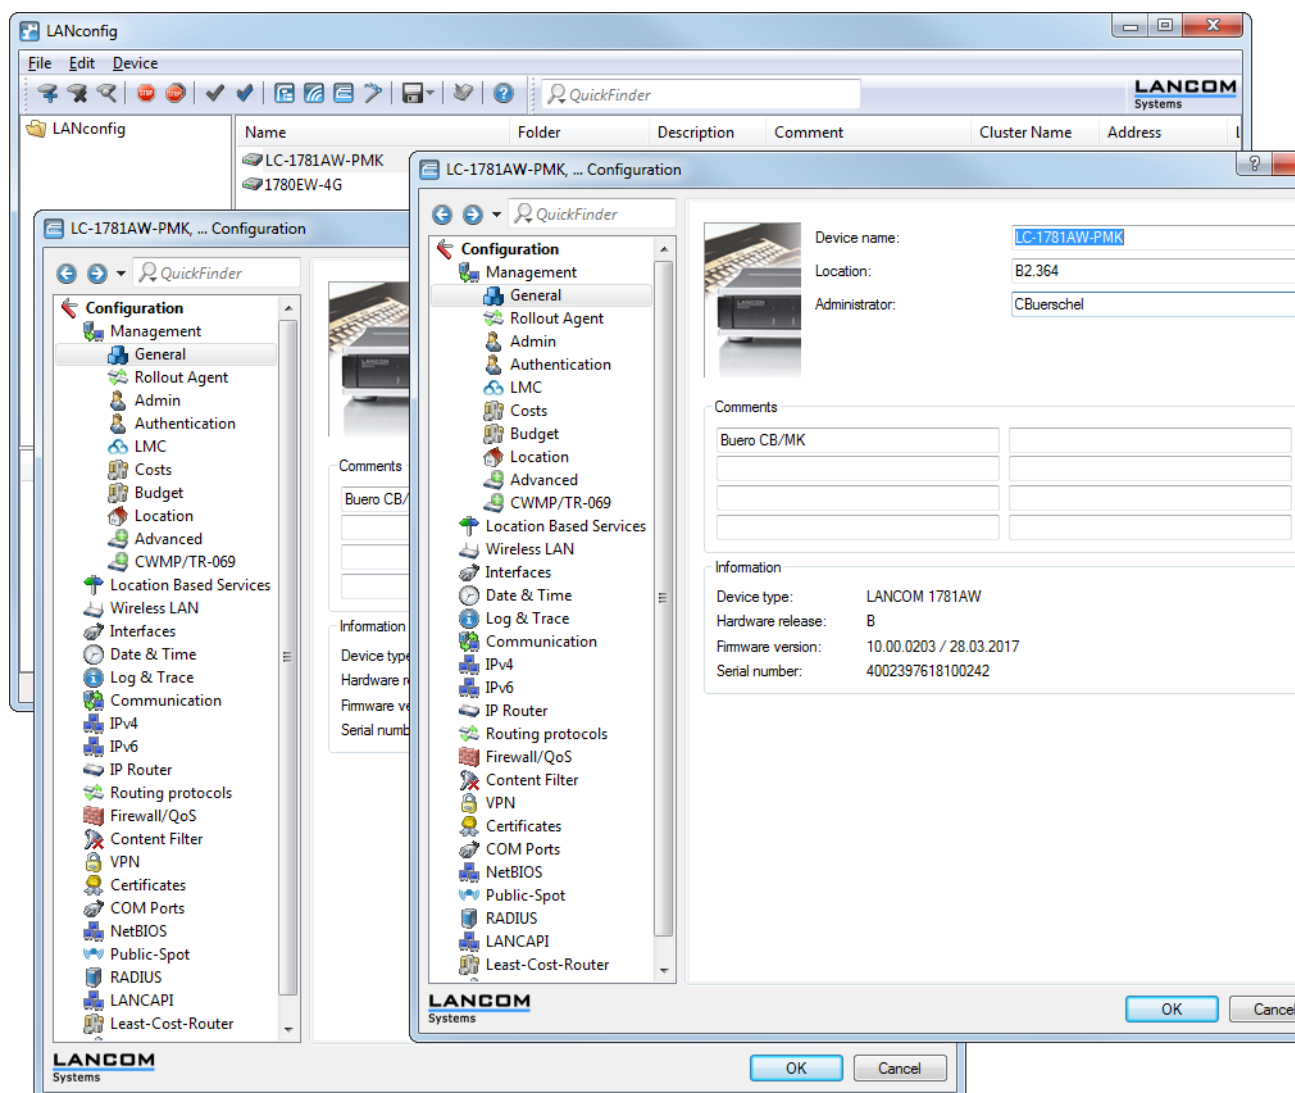 LANconfig
File Edit Device
QuickFinder
LANCOM
Systems
LANconfig
Name Folder Description Comment Cluster Name Address
LC-1781AW-PMK
1780EW-4G
LC-1781AW-PMK, ... Configuration
QuickFinder
Configuration
Management
General
Rollout Agent
Admin
Authentication
LMC
Costs
Budget
Location
Advanced
CWMP/TR-069
Location Based Services
Wireless LAN
Interfaces
Date & Time
Log & Trace
Communication
IPv4
IPv6
IP Router
Routing protocols
Firewall/QoS
Content Filter
VPN
Certificates
COM Ports
NetBIOS
Public-Spot
RADIUS
LANCAPI
Least-Cost-Router
Comments
Buero CB/
Information
Device type
Hardware r
Firmware ve
Serial numb
LANCOM
Systems
OK Cancel
LC-1781AW-PMK, ... Configuration
QuickFinder
Configuration
Management
General
Rollout Agent
Admin
Authentication
LMC
Costs
Budget
Location
Advanced
CWMP/TR-069
Location Based Services
Wireless LAN
Interfaces
Date & Time
Log & Trace
Communication
IPv4
IPv6
IP Router
Routing protocols
Firewall/QoS
Content Filter
VPN
Certificates
COM Ports
NetBIOS
Public-Spot
RADIUS
LANCAPI
Least-Cost-Router
Device name: LC-1781AW-PMK
Location: B2.364
Administrator: CBuerschel
Comments
Buero CB/MK
Information
Device type: LANCOM 1781AW
Hardware release: B
Firmware version: 10.00.0203 / 28.03.2017
Serial number: 4002397618100242
LANCOM
Systems
OK Cancel